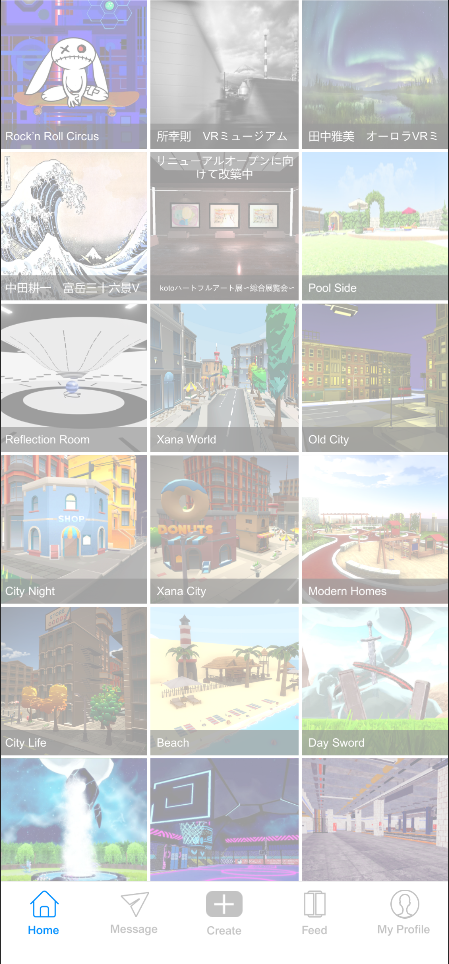 Rock'n Roll Circus
所幸則　VRミュージアム
田中雅美　オーロラVRミ
中田耕一　富岳三十六景V
リニューアルオープンに向
けて改築中
kotoハートフルアート展ー総合展覧会ー
Pool Side
Reflection Room
Xana World
Old City
SHOP
City Night
DONUTS
Xana City
Modern Homes
City Life
Beach
Day Sword
Home
Message
Create
Feed
My Profile